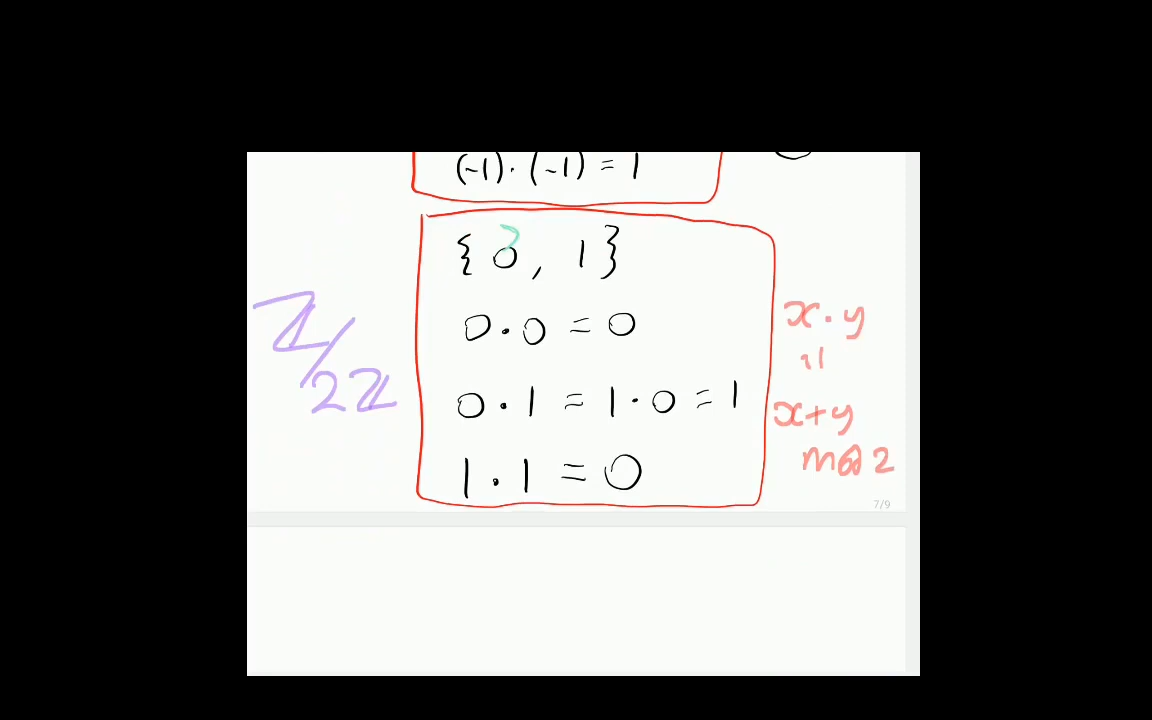 (-1) · (-1) = 1
{ 0, 1 }
0 · 0 = 0
0 · 1 = 1 · 0 = 1
1 · 1 = 0
ℤ/2ℤ
x · y
=
x+y
mod 2
7/9